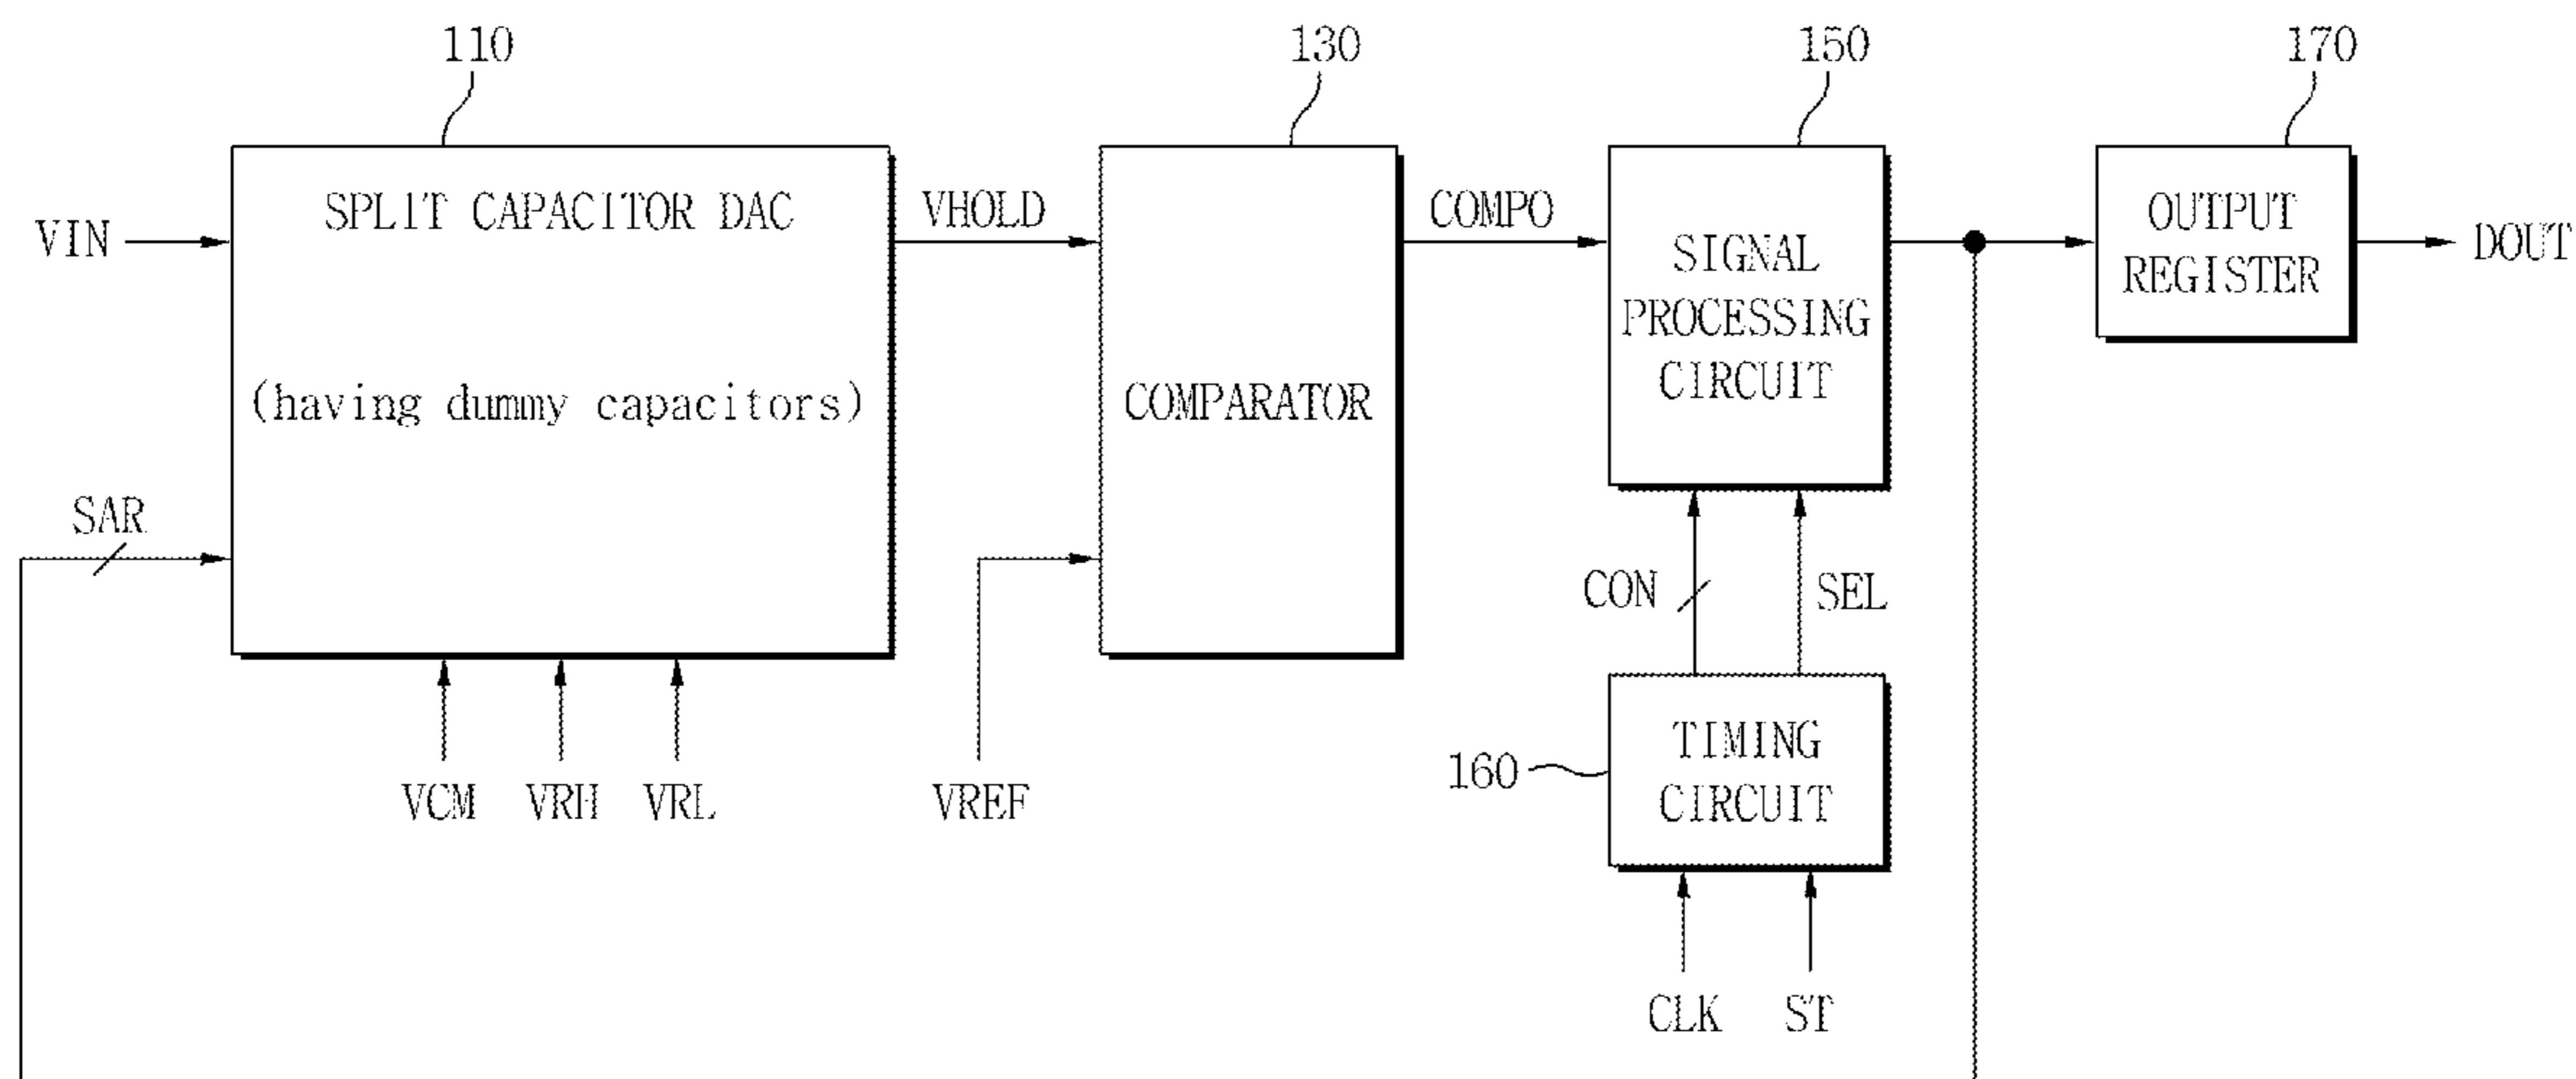 110
130
150
170
VIN
SPLIT CAPACITOR DAC
(having dummy capacitors)
VHOLD
COMPARATOR
COMPO
SIGNAL
PROCESSING
CIRCUIT
OUTPUT
REGISTER
DOUT
SAR
CON
SEL
VCM
VRH
VRL
VREF
160
TIMING
CIRCUIT
CLK
ST